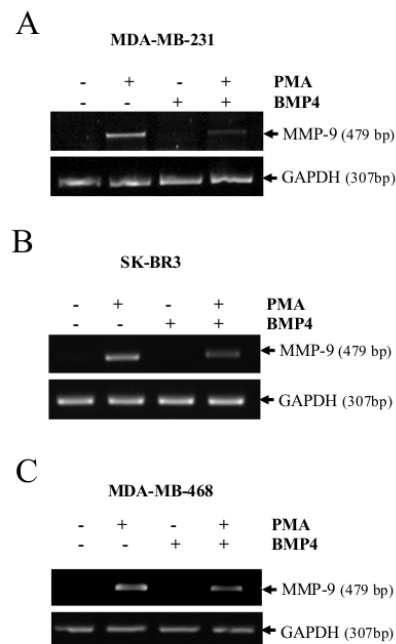 A
MDA-MB-231
- + - + PMA
- - + + BMP4
MMP-9 (479 bp)
GAPDH (307bp)
B
SK-BR3
- + - + PMA
- - + + BMP4
MMP-9 (479 bp)
GAPDH (307bp)
C
MDA-MB-468
- + - + PMA
- - + + BMP4
MMP-9 (479 bp)
GAPDH (307bp)